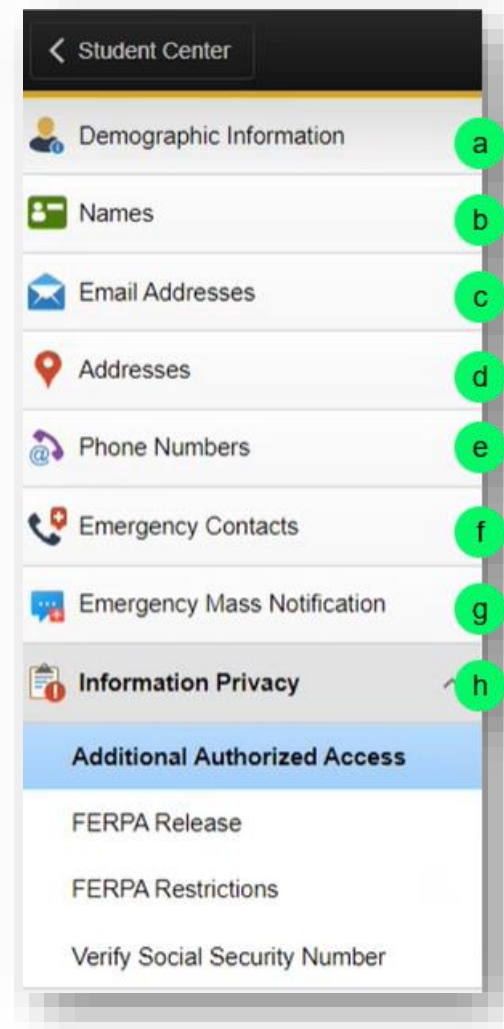 Student Center
Demographic Information a
Names b
Email Addresses c
Addresses d
Phone Numbers e
Emergency Contacts f
Emergency Mass Notification g
Information Privacy h
Additional Authorized Access
FERPA Release
FERPA Restrictions
Verify Social Security Number